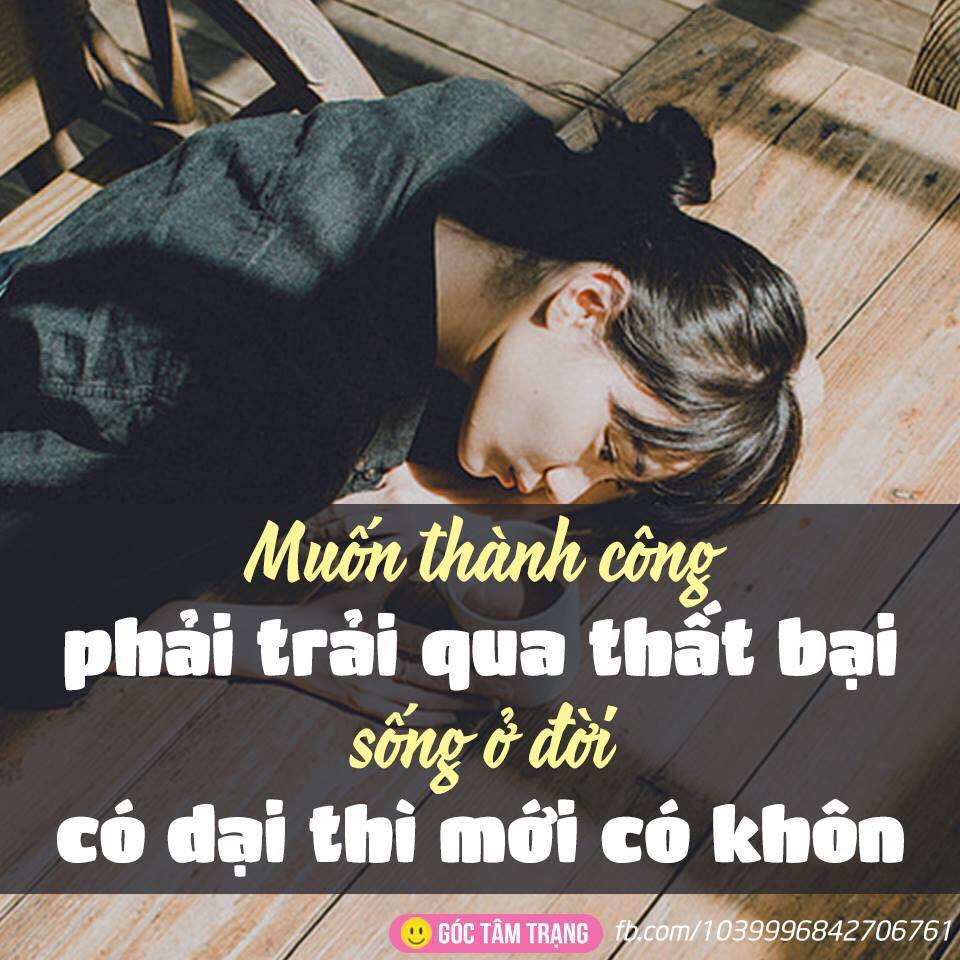 Muốn thành công
phải trải qua thất bại
sống ở đời
có dại thì mới có khôn
GÓC TÂM TRẠNG
fb.com/1039996842706761